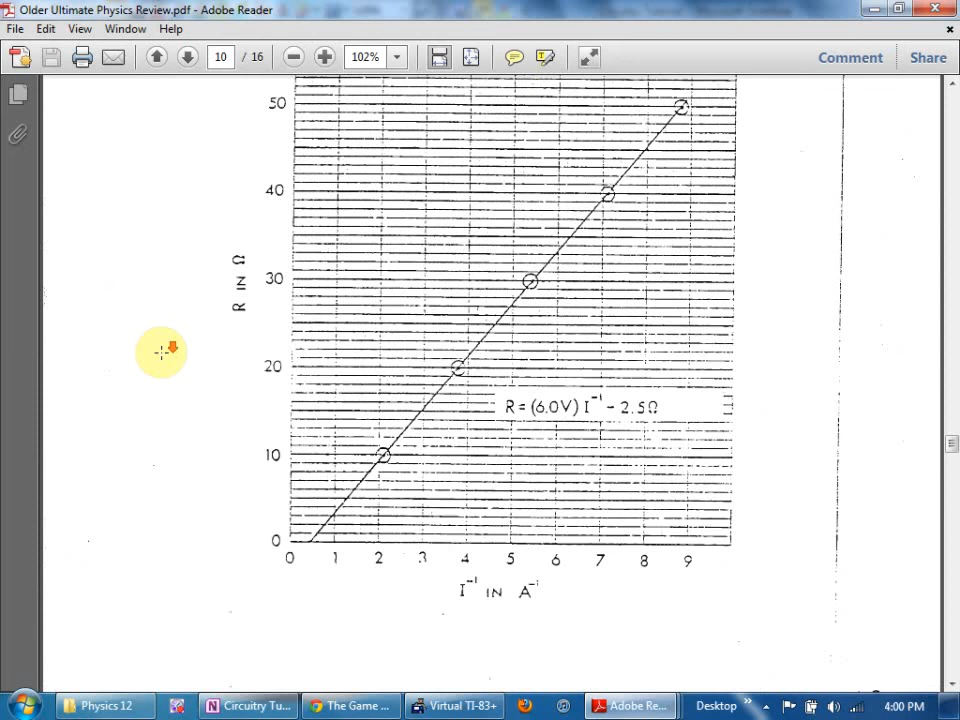 Older Ultimate Physics Review.pdf - Adobe Reader
File Edit View Window Help
10 / 16 102% Comment Share
50
40
R IN Ω
30
20
R = (6.0V) I⁻¹ - 2.5Ω
10
0
0 1 2 3 4 5 6 7 8 9
I⁻¹ IN A⁻¹
Physics 12 Circuitry Tu... The Game ... Virtual TI-83+ Adobe Re... Desktop 4:00 PM